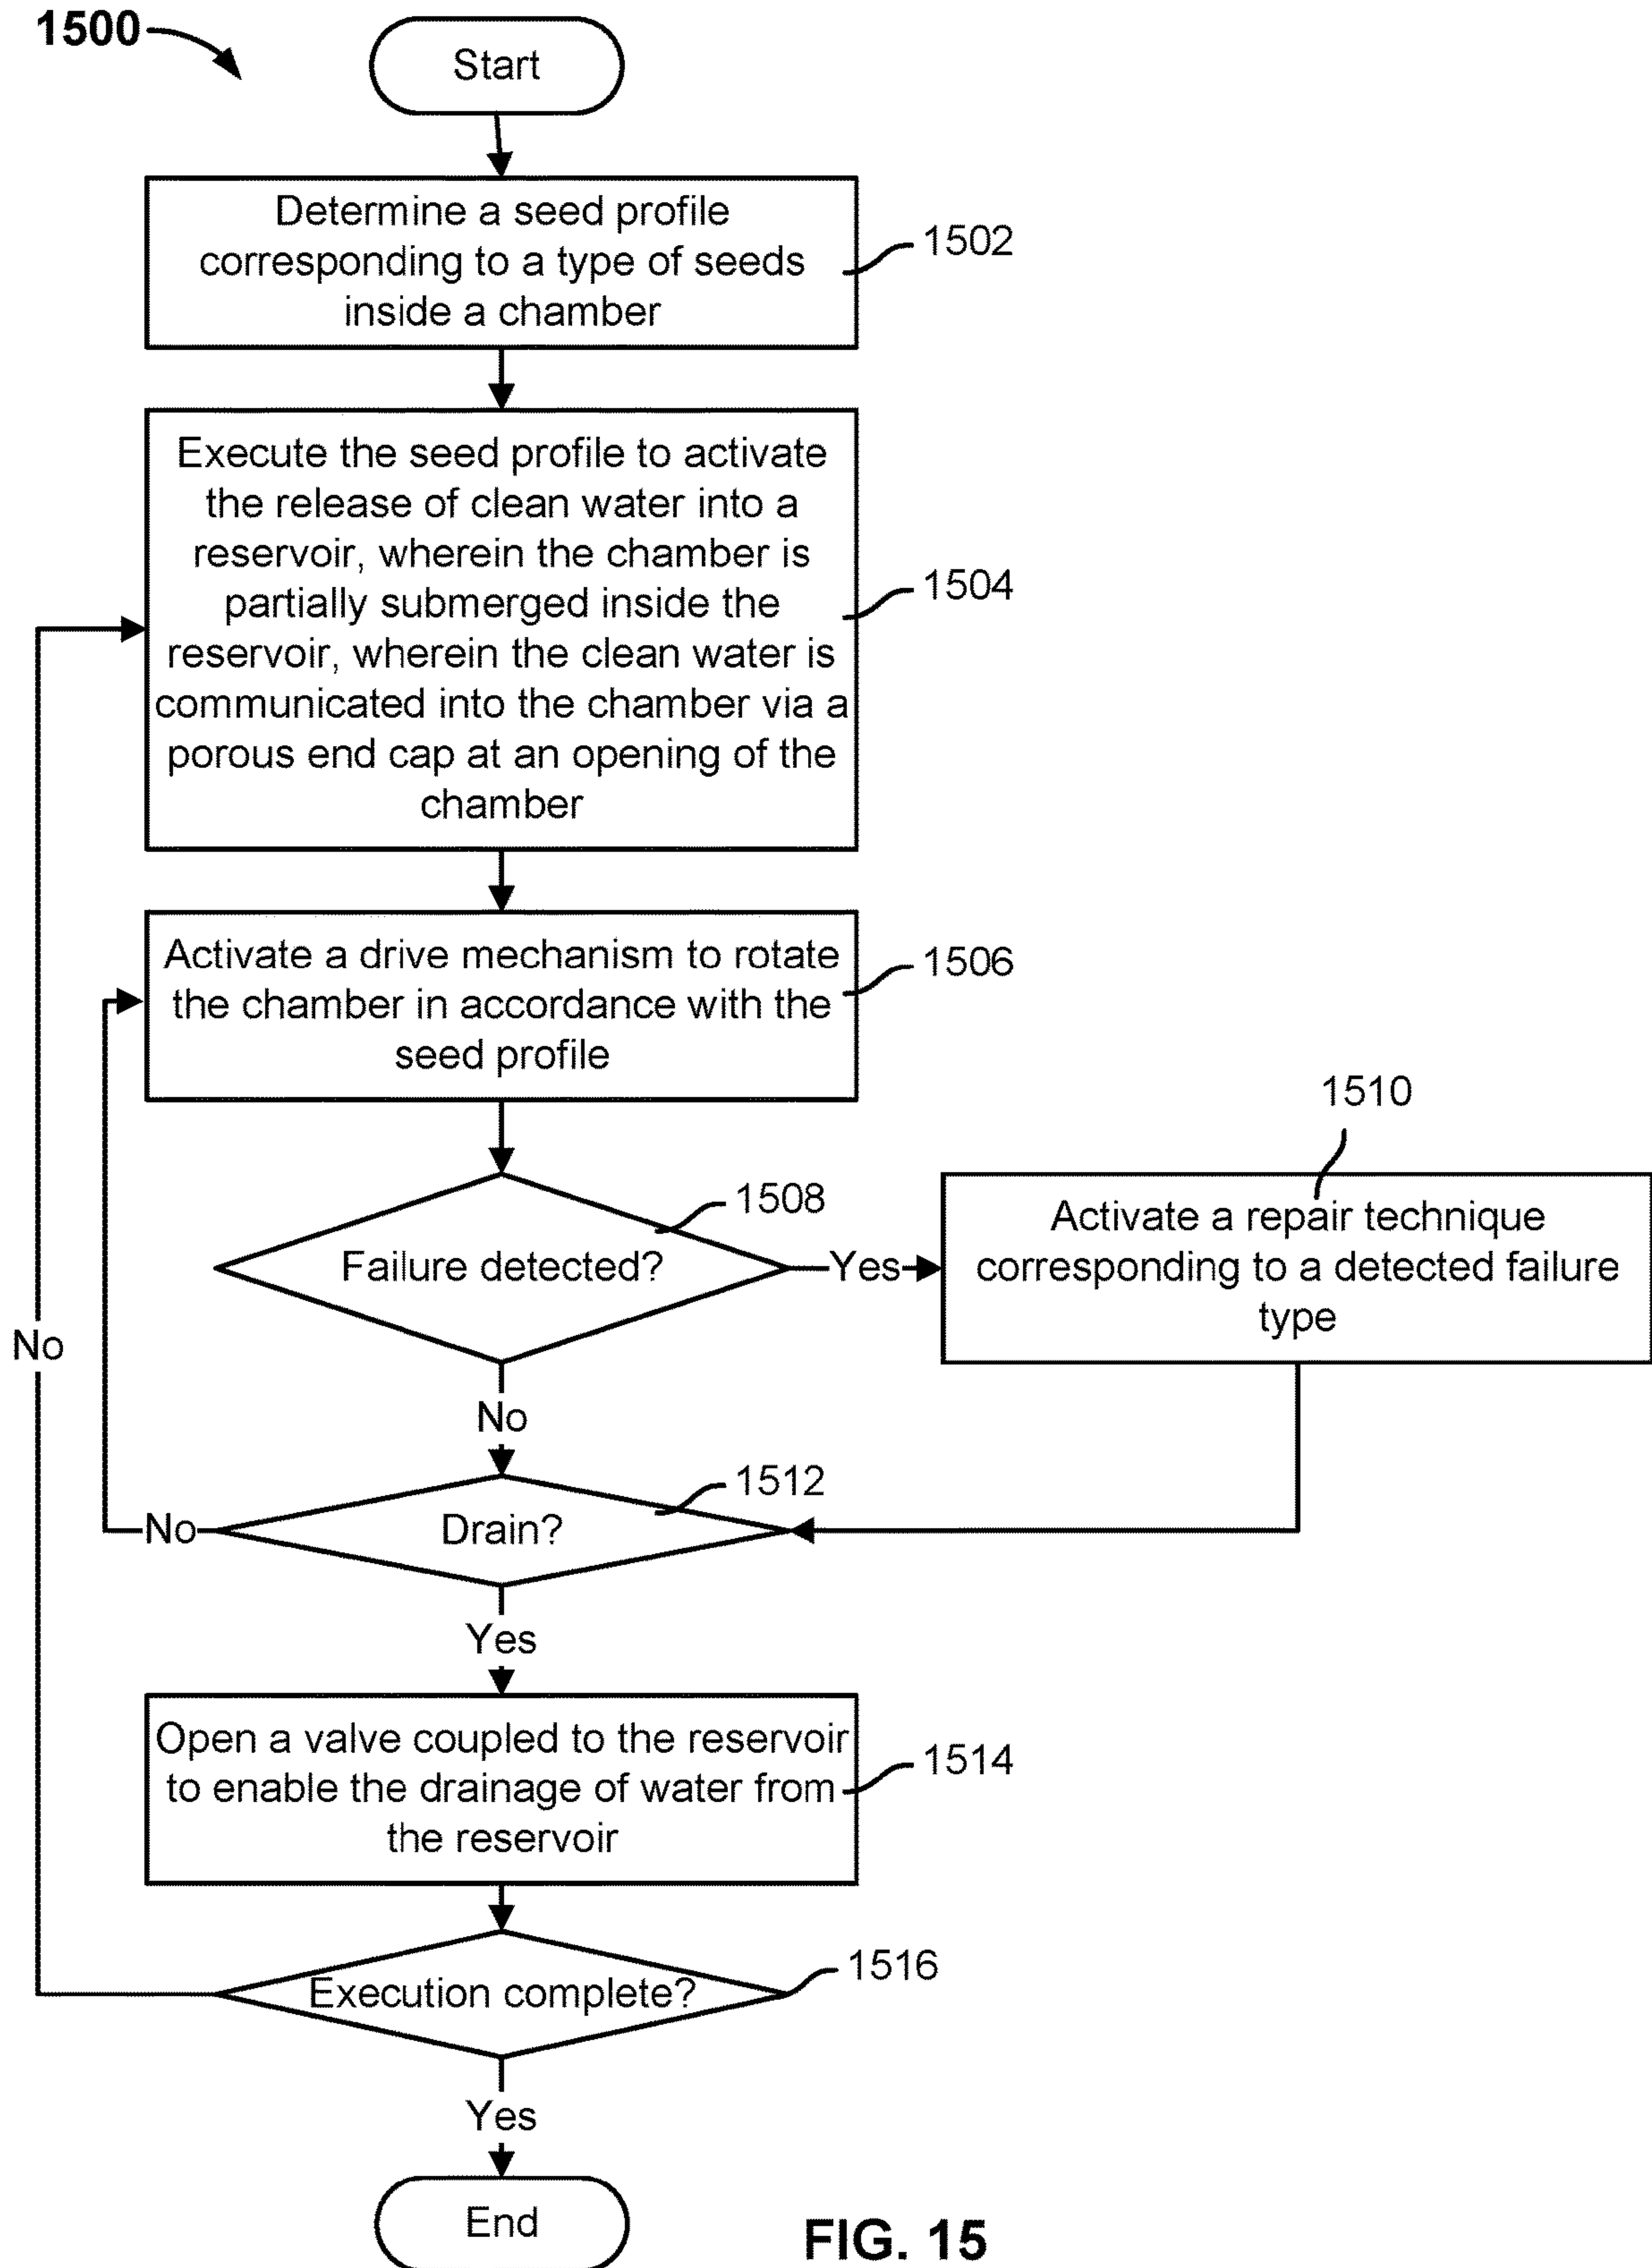 1500
Start
Determine a seed profile
corresponding to a type of seeds
inside a chamber
1502
Execute the seed profile to activate
the release of clean water into a
reservoir, wherein the chamber is
partially submerged inside the
reservoir, wherein the clean water is
communicated into the chamber via a
porous end cap at an opening of the
chamber
1504
Activate a drive mechanism to rotate
the chamber in accordance with the
seed profile
1506
1508
Failure detected?
Yes
1510
Activate a repair technique
corresponding to a detected failure
type
No
No
1512
Drain?
No
Yes
Open a valve coupled to the reservoir
to enable the drainage of water from
the reservoir
1514
1516
Execution complete?
Yes
End
FIG. 15